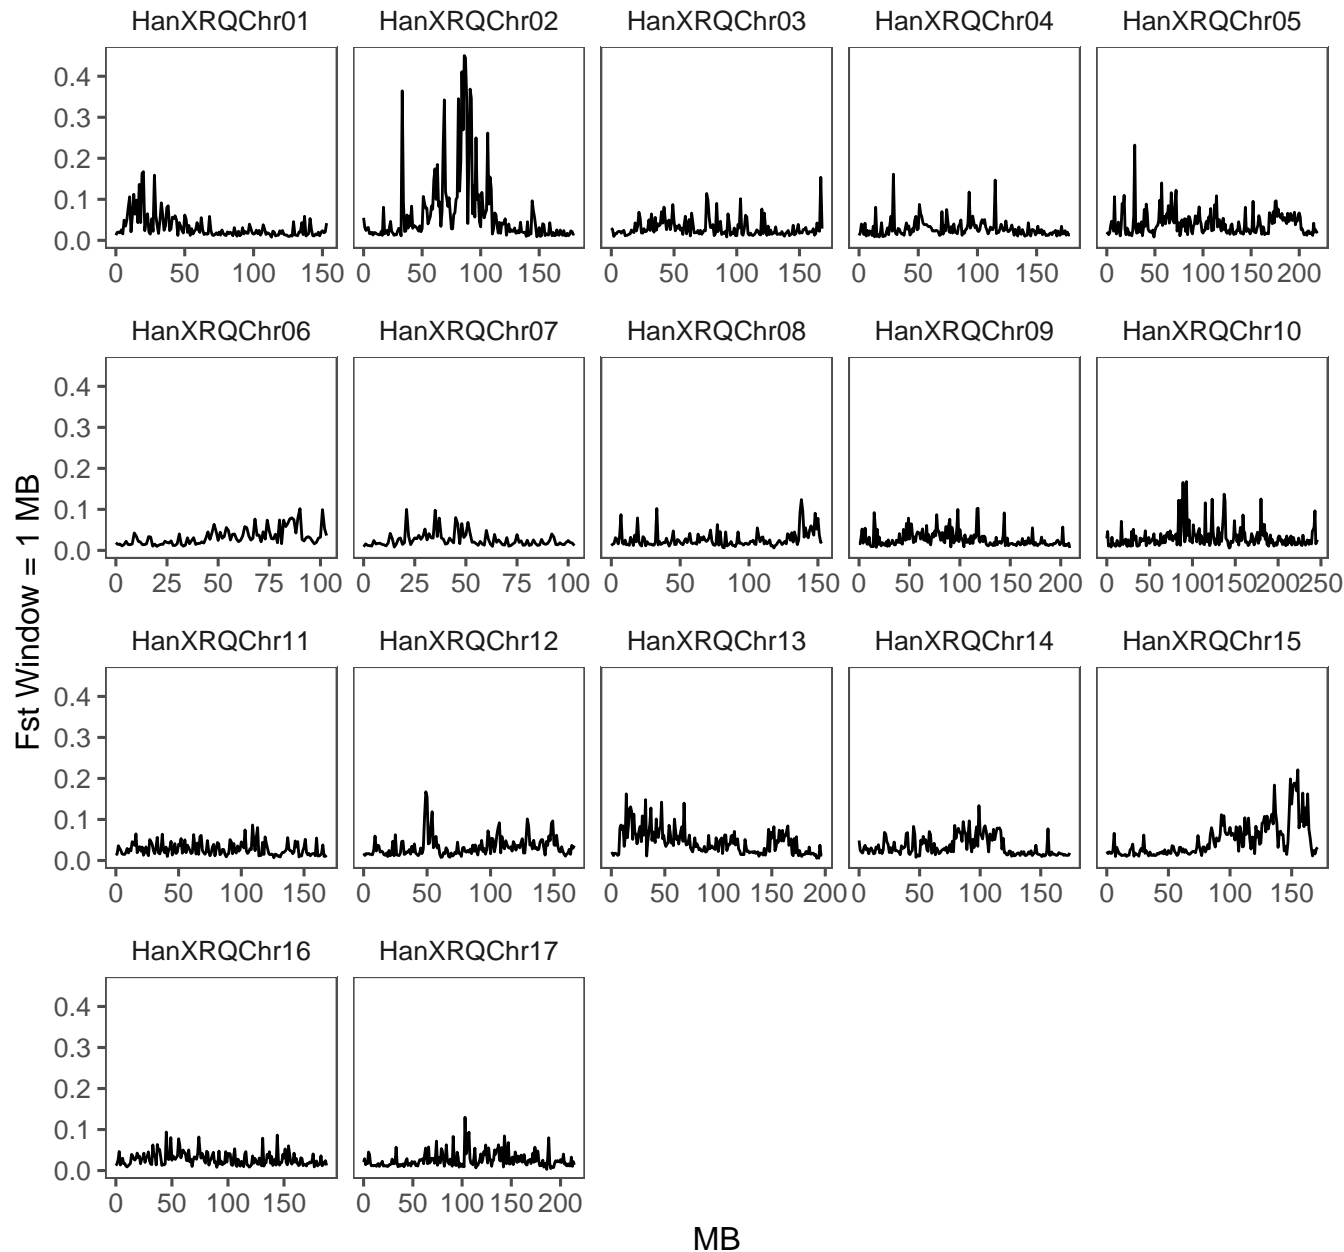 HanXRQChr01 HanXRQChr02 HanXRQChr03 HanXRQChr04 HanXRQChr05
0.4
0.3
0.2
0.1
0.0
0 50 100 150 0 50 100 150 0 50 100 150 0 50 100 150 0 50 100 150 200
HanXRQChr06 HanXRQChr07 HanXRQChr08 HanXRQChr09 HanXRQChr10
0.4
0.3
0.2
0.1
0.0
0 25 50 75 100 0 25 50 75 100 0 50 100 150 0 50 100 150 200 0 50 100 150 200 250
Fst Window = 1 MB
HanXRQChr11 HanXRQChr12 HanXRQChr13 HanXRQChr14 HanXRQChr15
0.4
0.3
0.2
0.1
0.0
0 50 100 150 0 50 100 150 0 50 100 150 200 0 50 100 150 0 50 100 150
HanXRQChr16 HanXRQChr17
0.4
0.3
0.2
0.1
0.0
0 50 100 150 0 50 100 150 200
MB